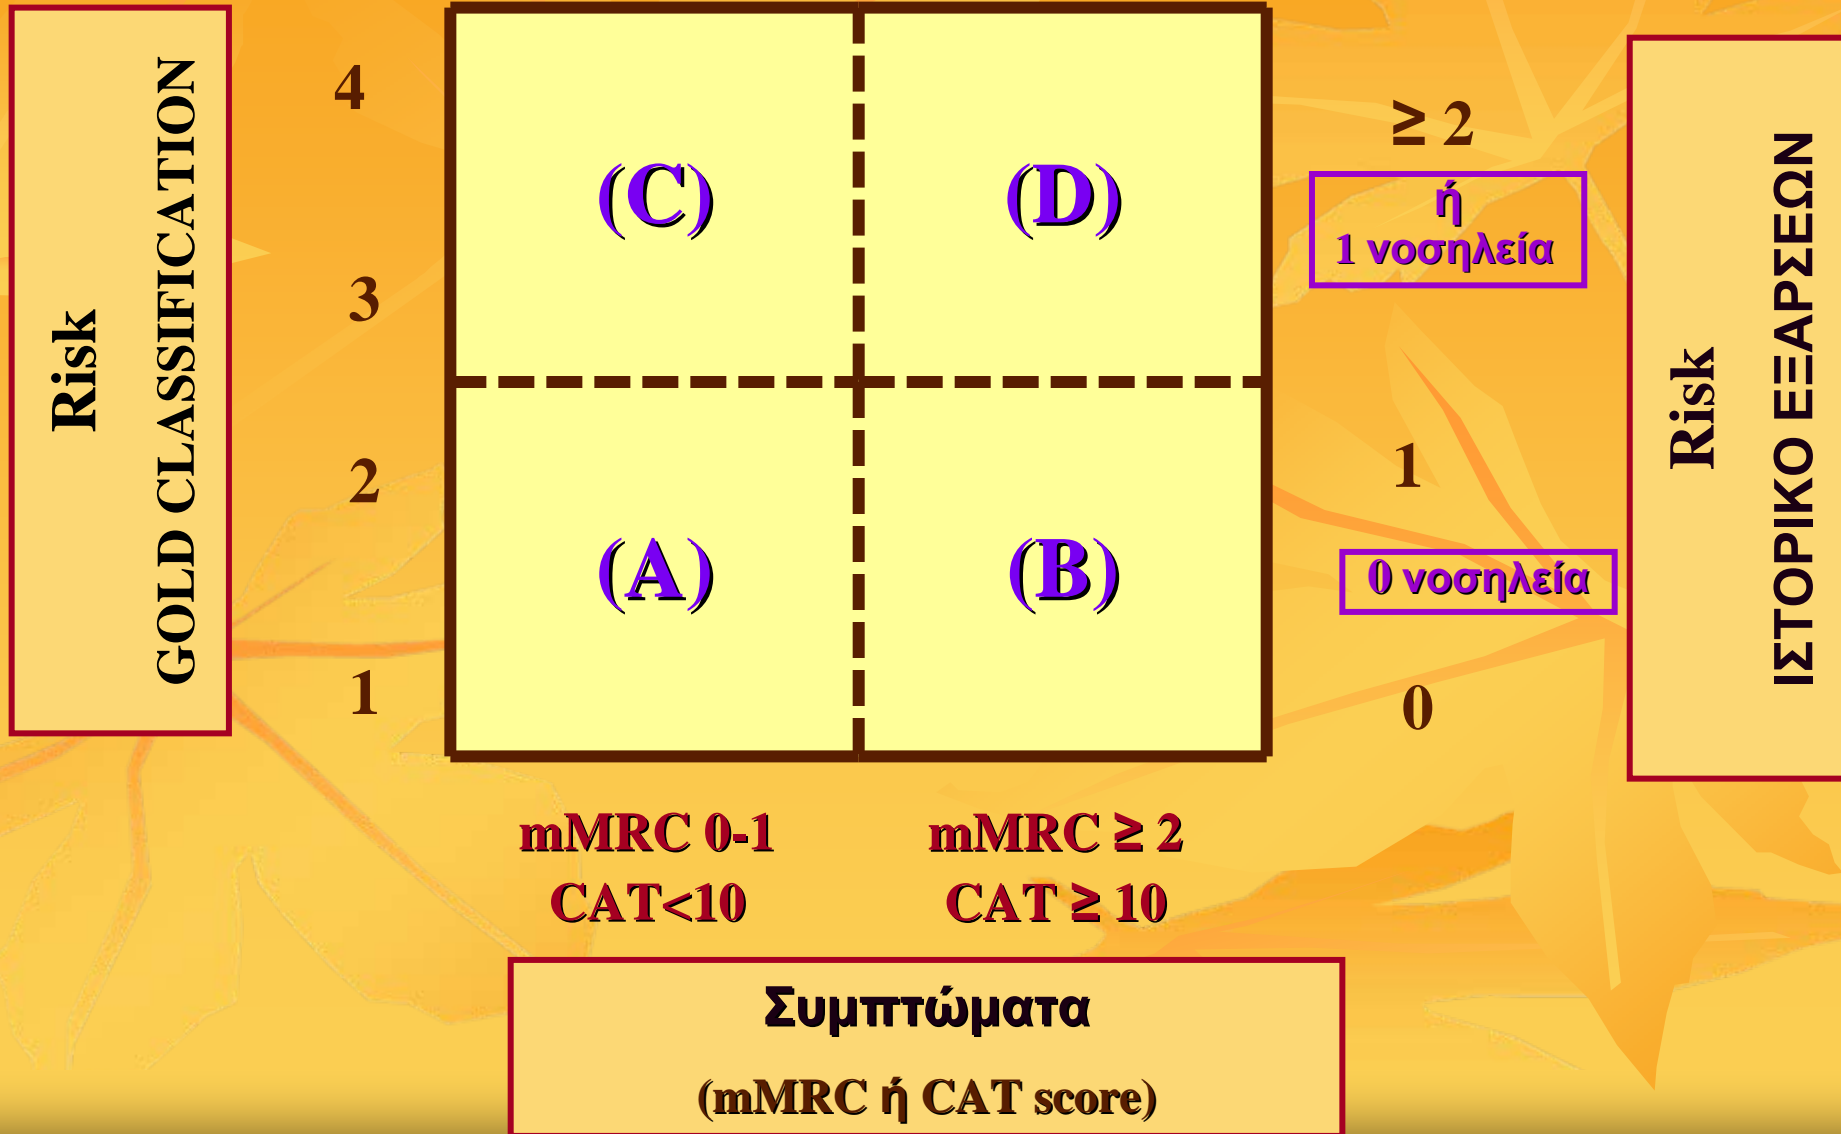 Risk
GOLD CLASSIFICATION
4
3
2
1
(C)
(D)
(A)
(B)
≥ 2
ή
1 νοσηλεία
1
0 νοσηλεία
0
Risk
ΙΣΤΟΡΙΚΟ ΕΞΑΡΣΕΩΝ
mMRC 0-1
CAT<10
mMRC ≥ 2
CAT ≥ 10
Συμπτώματα
(mMRC ή CAT score)